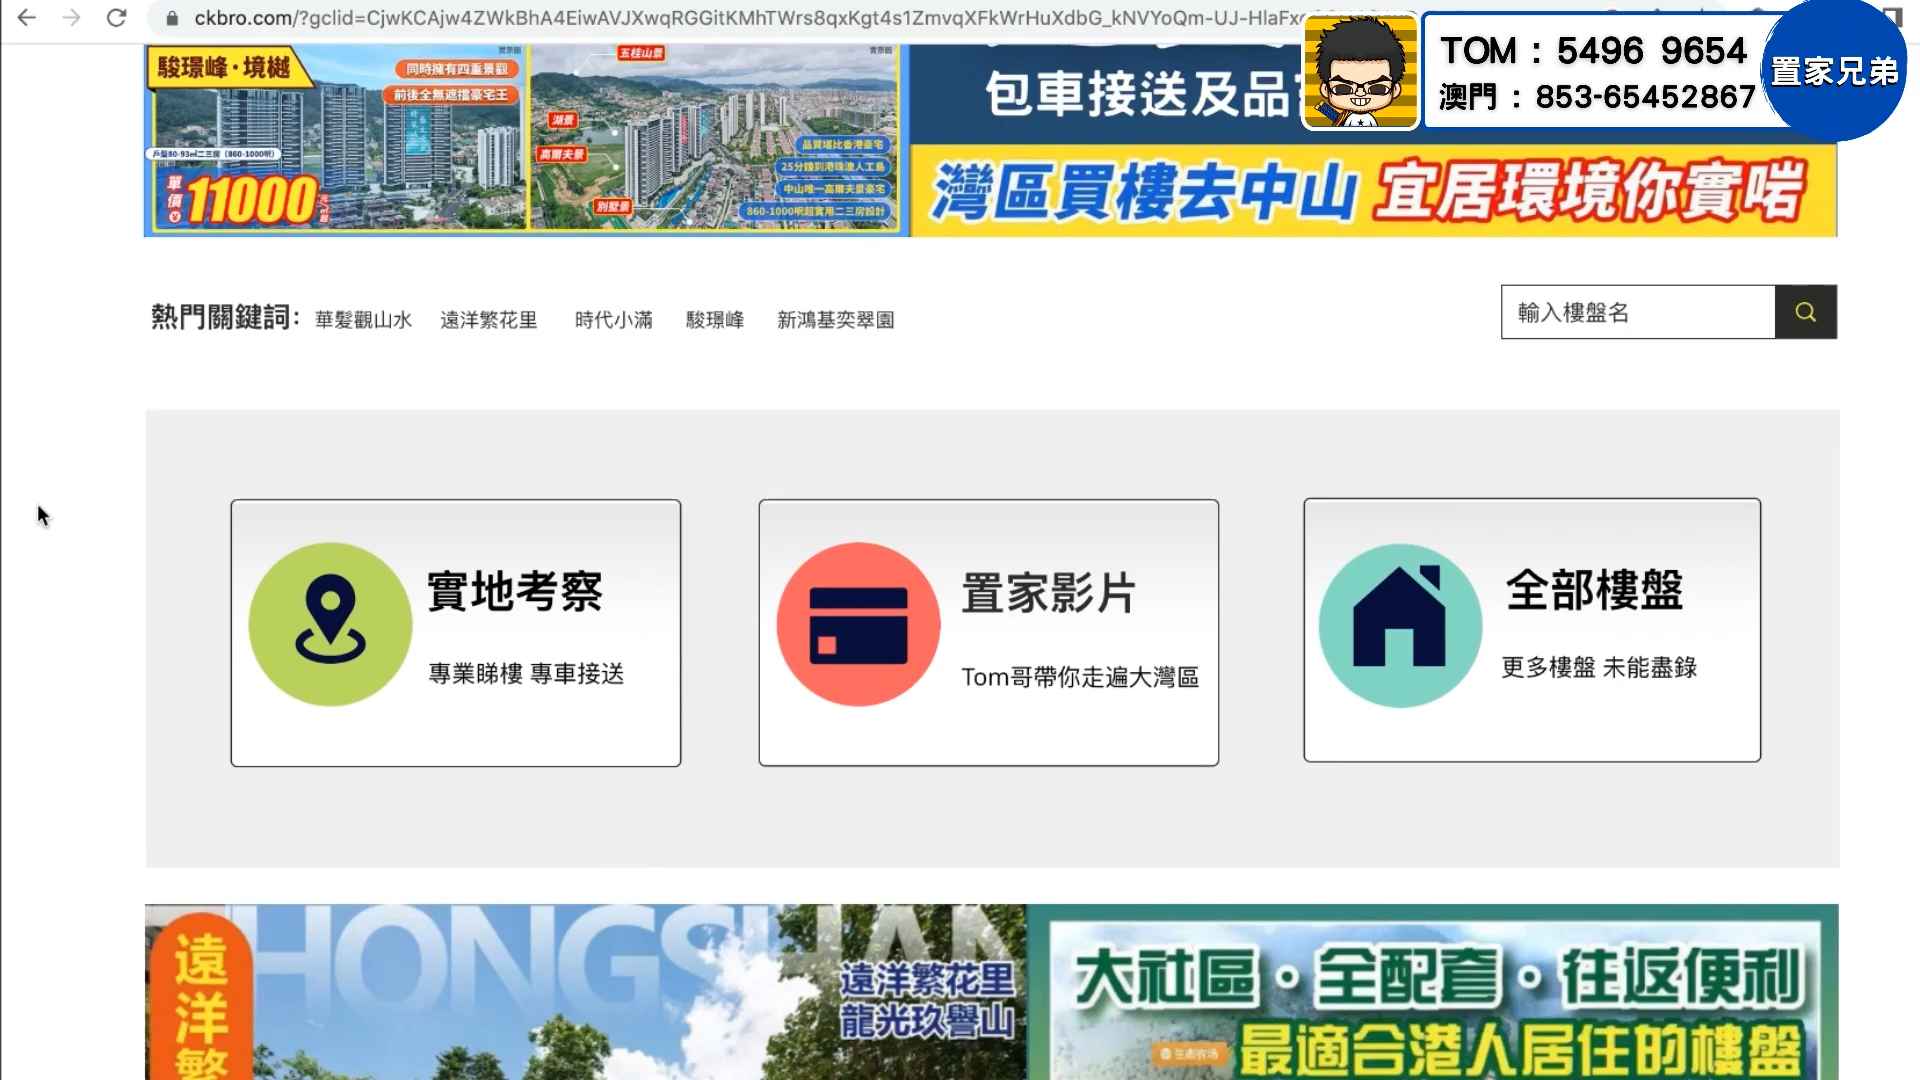 ckbro.com/?gclid=CjwKCAjw4ZWkBhA4EiwAVJXwqRGGitKMhTWrs8qxKgt4s1ZmvqXFkWrHuXdbG_kNVYoQm-UJ-HlaFx
TOM : 5496 9654
澳門 : 853-65452867
置家兄弟
駿璟峰·境樾
同時擁有四重景觀
前後全無遮擋豪宅王
戶型80-93㎡二三房 (860-1000呎)
單價¥11000
實景圖
五桂山景
實景圖
湖景
高爾夫景
別墅景
品質堪比香港豪宅
25分鐘到港珠澳人工島
中山唯一高爾夫景豪宅
860-1000呎超實用二三房設計
包車接送及品
灣區買樓去中山 宜居環境你實啱
熱門關鍵詞: 華髮觀山水 遠洋繁花里 時代小滿 駿璟峰 新鴻基奕翠園
輸入樓盤名
實地考察
專業睇樓 專車接送
置家影片
Tom哥帶你走遍大灣區
全部樓盤
更多樓盤 未能盡錄
遠洋繁
HONGSHAN
遠洋繁花里
龍光玖譽山
大社區·全配套·往返便利
最適合港人居住的樓盤